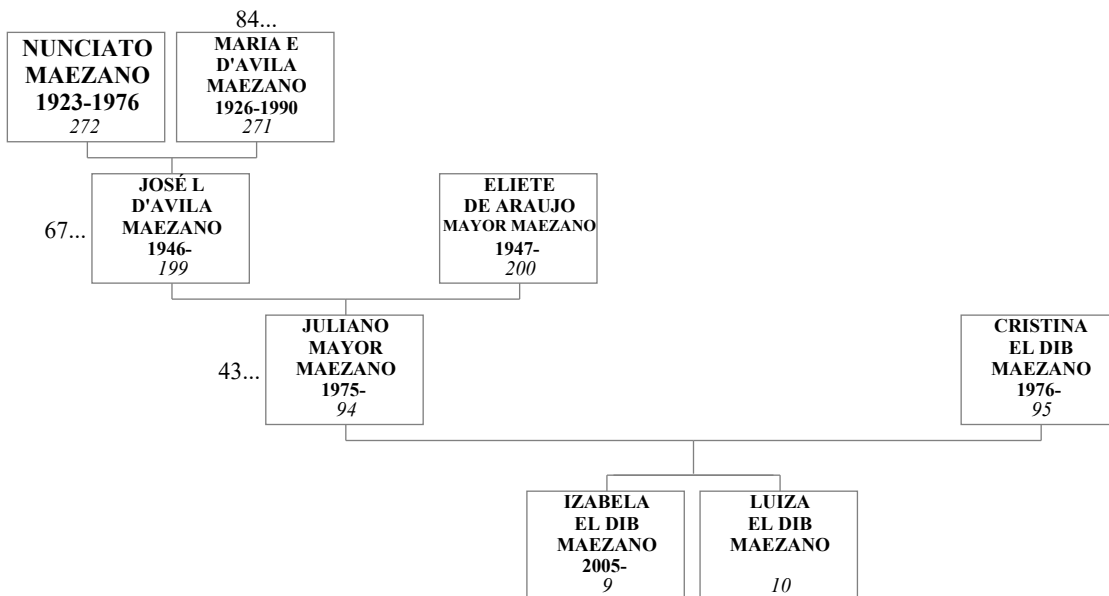 84...
NUNCIATO
MAEZANO
1923-1976
272
MARIA E
D'AVILA
MAEZANO
1926-1990
271
67...
JOSÉ L
D'AVILA
MAEZANO
1946-
199
ELIETE
DE ARAUJO
MAYOR MAEZANO
1947-
200
43...
JULIANO
MAYOR
MAEZANO
1975-
94
CRISTINA
EL DIB
MAEZANO
1976-
95
IZABELA
EL DIB
MAEZANO
2005-
9
LUIZA
EL DIB
MAEZANO
10